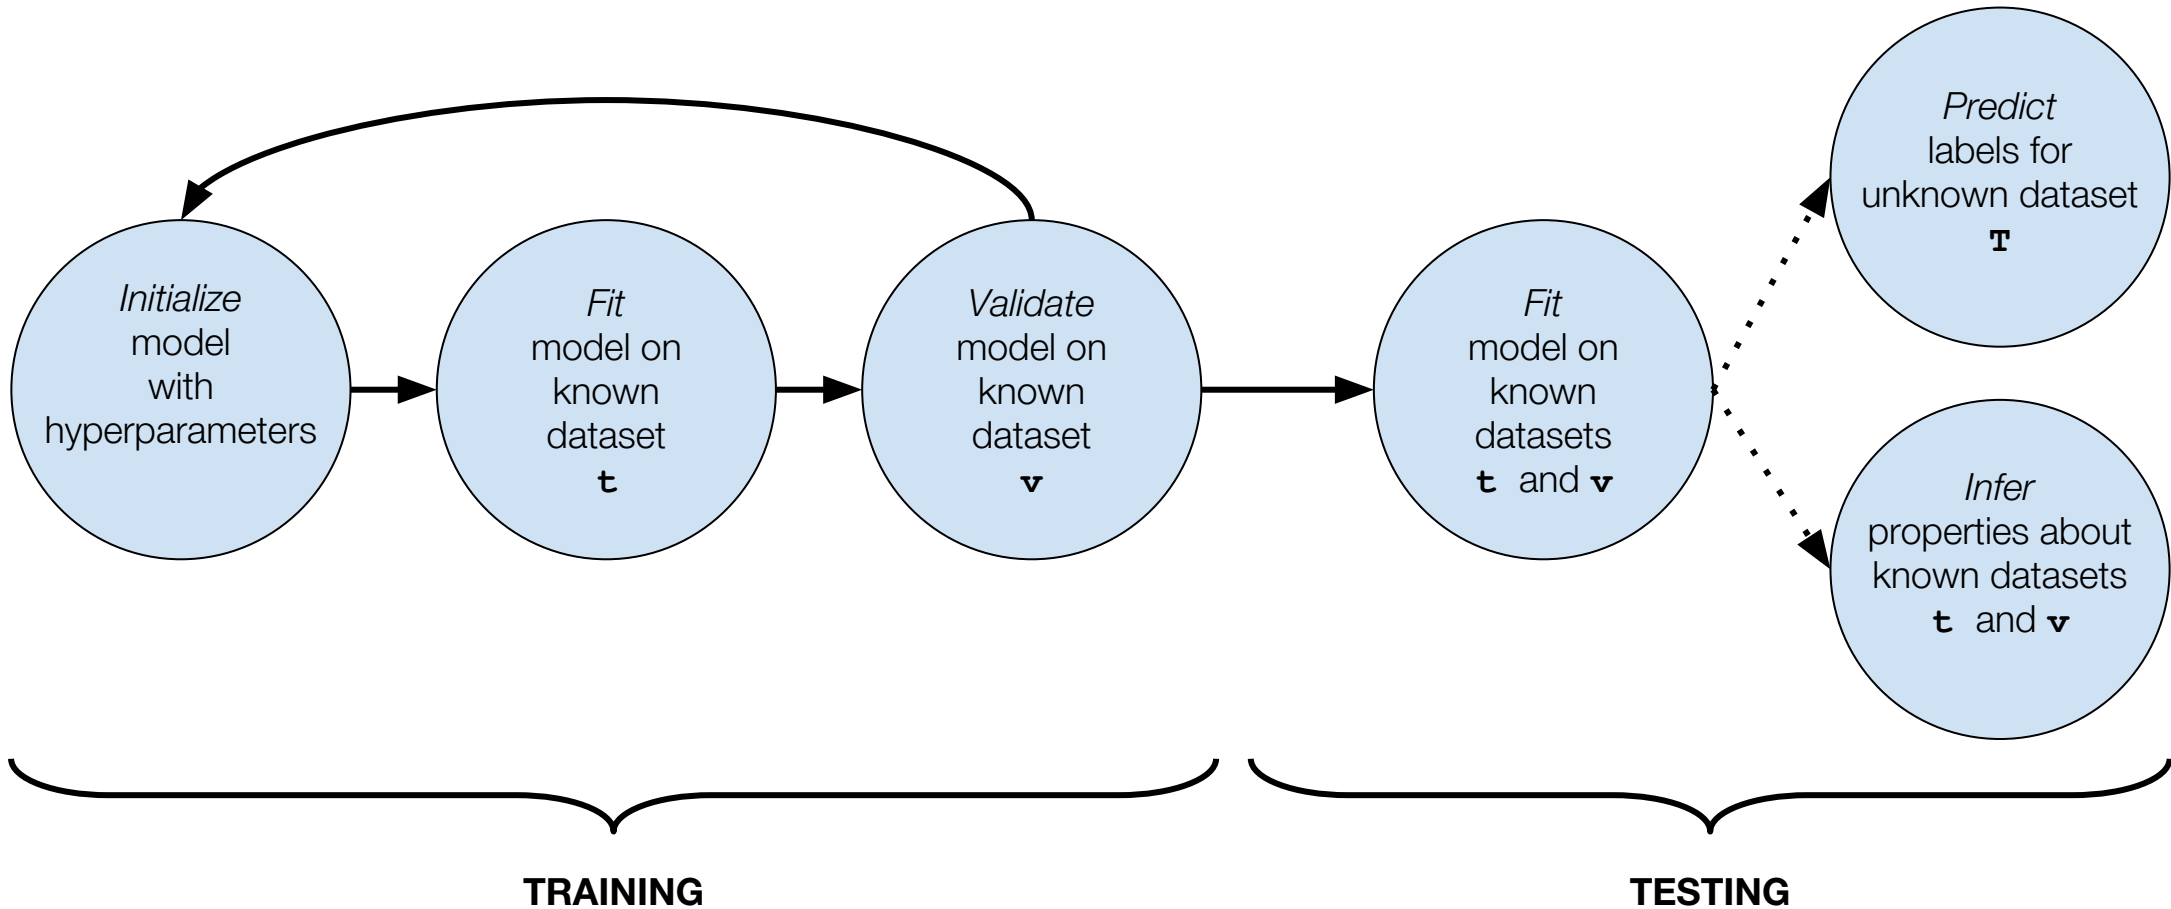 Initialize
model
with
hyperparameters
Fit
model on
known
dataset
t
Validate
model on
known
dataset
v
Fit
model on
known
datasets
t and v
Predict
labels for
unknown dataset
T
Infer
properties about
known datasets
t and v
TRAINING
TESTING